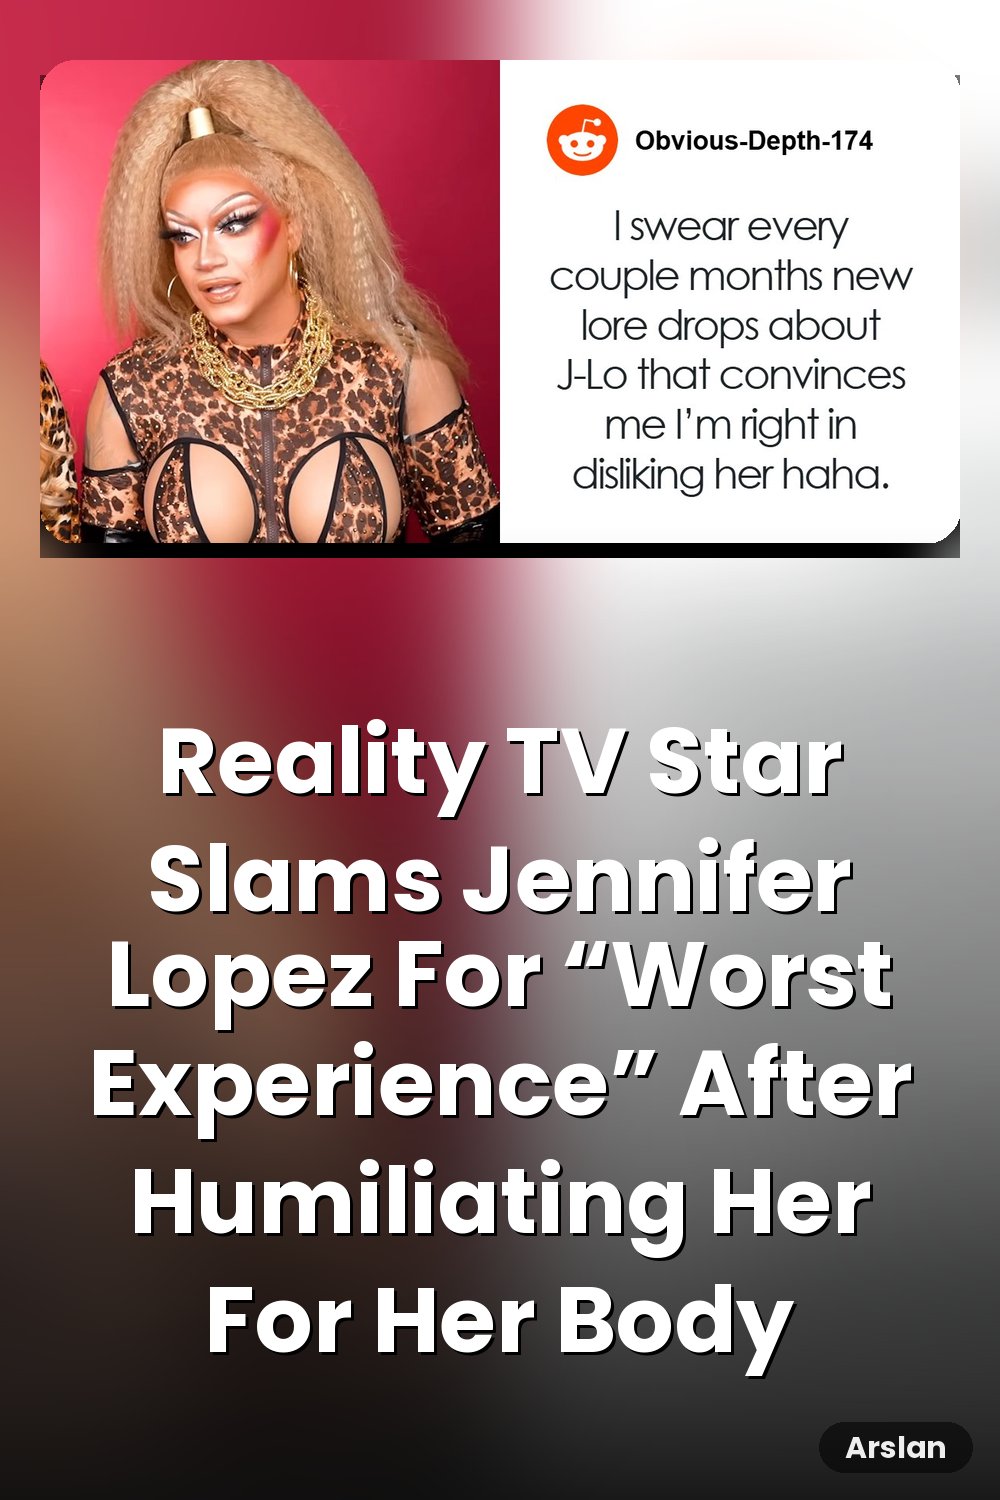 Obvious-Depth-174
I swear every
couple months new
lore drops about
J-Lo that convinces
me I’m right in
disliking her haha.
Reality TV Star
Slams Jennifer
Lopez For “Worst
Experience” After
Humiliating Her
For Her Body
Arslan